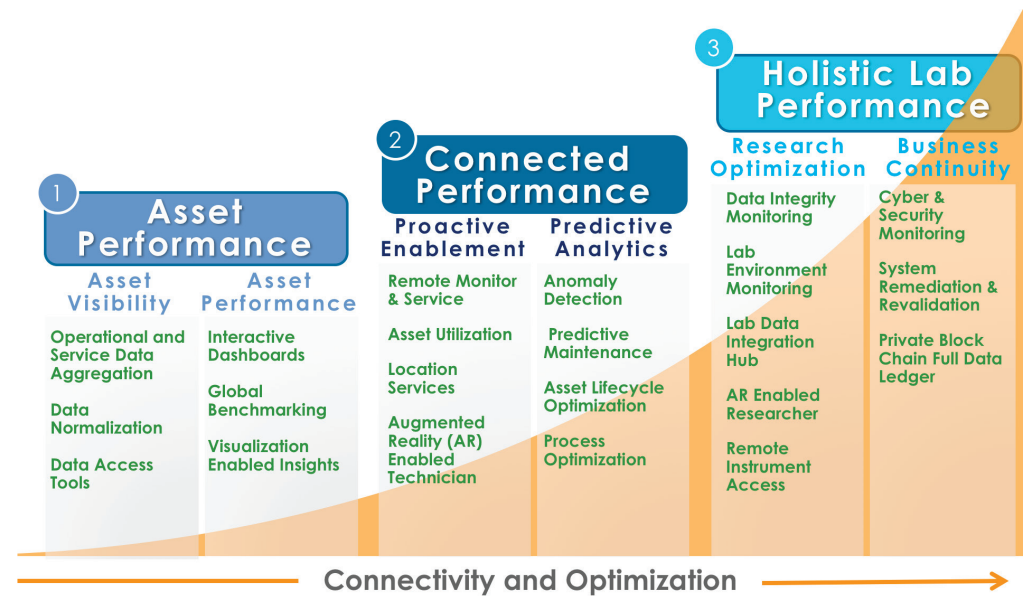 1
Asset
Performance
Asset
Visibility
Operational and
Service Data
Aggregation
Data
Normalization
Data Access
Tools
Asset
Performance
Interactive
Dashboards
Global
Benchmarking
Visualization
Enabled Insights
2
Connected
Performance
Proactive
Enablement
Remote Monitor
& Service
Asset Utilization
Location
Services
Augmented
Reality (AR)
Enabled
Technician
Predictive
Analytics
Anomaly
Detection
Predictive
Maintenance
Asset Lifecycle
Optimization
Process
Optimization
3
Holistic Lab
Performance
Research
Optimization
Data Integrity
Monitoring
Lab
Environment
Monitoring
Lab Data
Integration
Hub
AR Enabled
Researcher
Remote
Instrument
Access
Business
Continuity
Cyber &
Security
Monitoring
System
Remediation &
Revalidation
Private Block
Chain Full Data
Ledger
Connectivity and Optimization